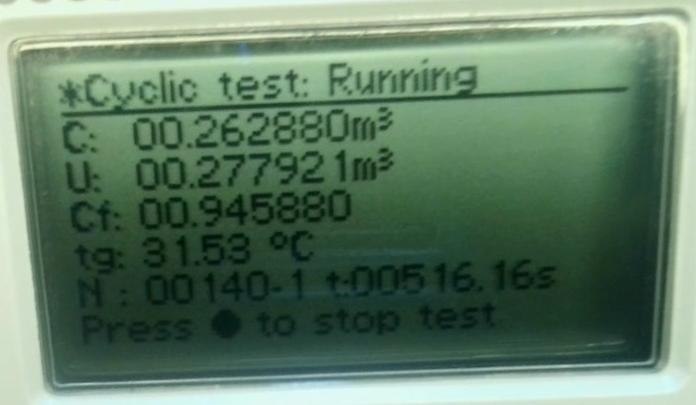 *Cyclic test: Running
C: 00.262880m³
U: 00.277921m³
Cf: 00.945880
tg: 31.53 °C
N : 00140-1 t:00516.16s
Press ● to stop test